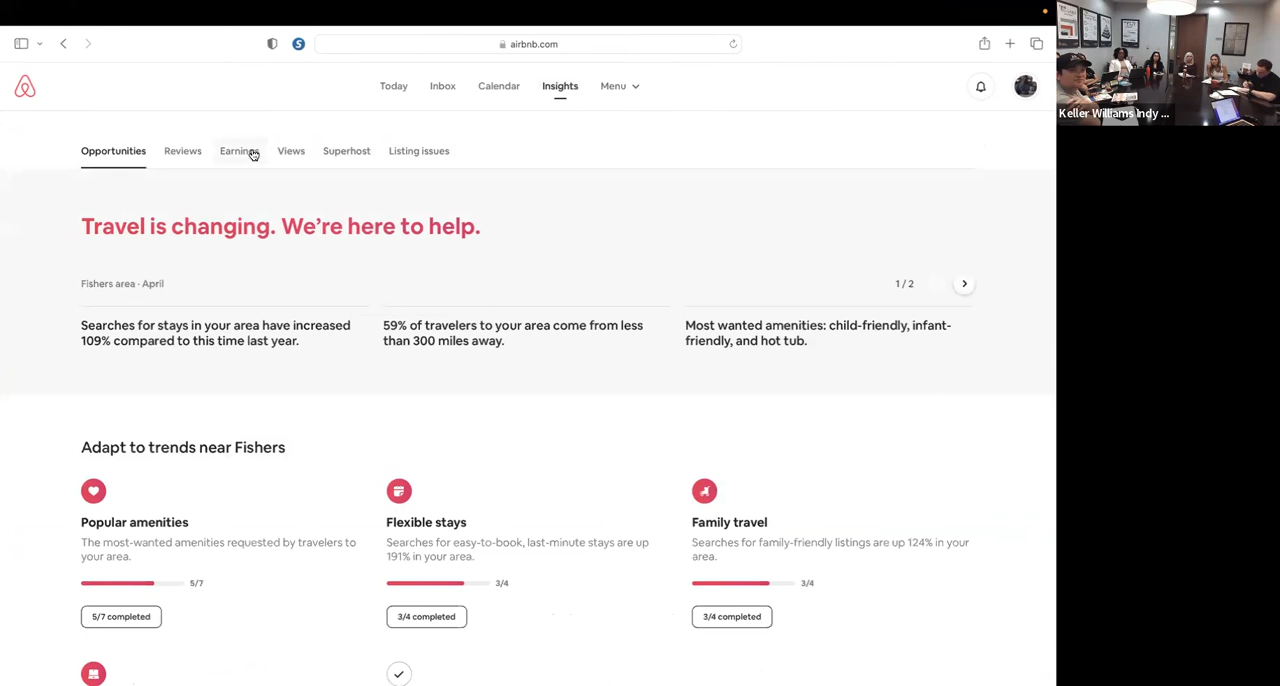 airbnb.com
Today Inbox Calendar Insights Menu
Opportunities Reviews Earnings Views Superhost Listing issues
Travel is changing. We're here to help.
Fishers area · April
1 / 2
Searches for stays in your area have increased
109% compared to this time last year.
59% of travelers to your area come from less
than 300 miles away.
Most wanted amenities: child-friendly, infant-
friendly, and hot tub.
Adapt to trends near Fishers
Popular amenities
The most-wanted amenities requested by travelers to
your area.
5/7
5/7 completed
Flexible stays
Searches for easy-to-book, last-minute stays are up
191% in your area.
3/4
3/4 completed
Family travel
Searches for family-friendly listings are up 124% in your
area.
3/4
3/4 completed
Keller Williams Indy ...